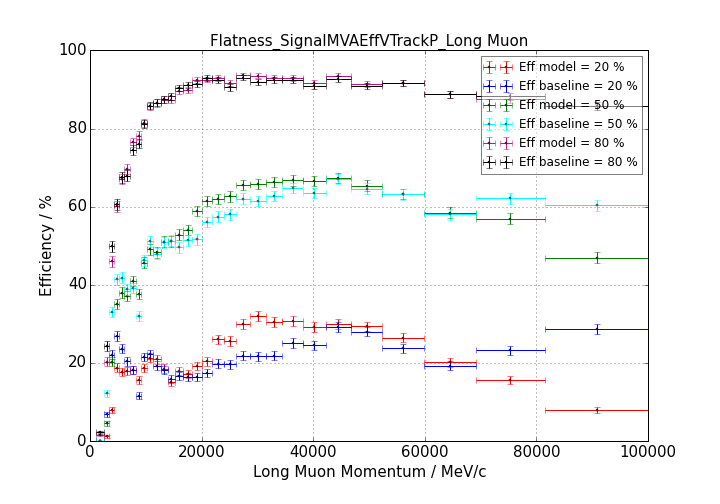 Flatness_SignalMVAEffVTrackP_Long Muon
100
80
60
40
20
0
Efficiency / %
Eff model = 20 %
Eff baseline = 20 %
Eff model = 50 %
Eff baseline = 50 %
Eff model = 80 %
Eff baseline = 80 %
0 20000 40000 60000 80000 100000
Long Muon Momentum / MeV/c